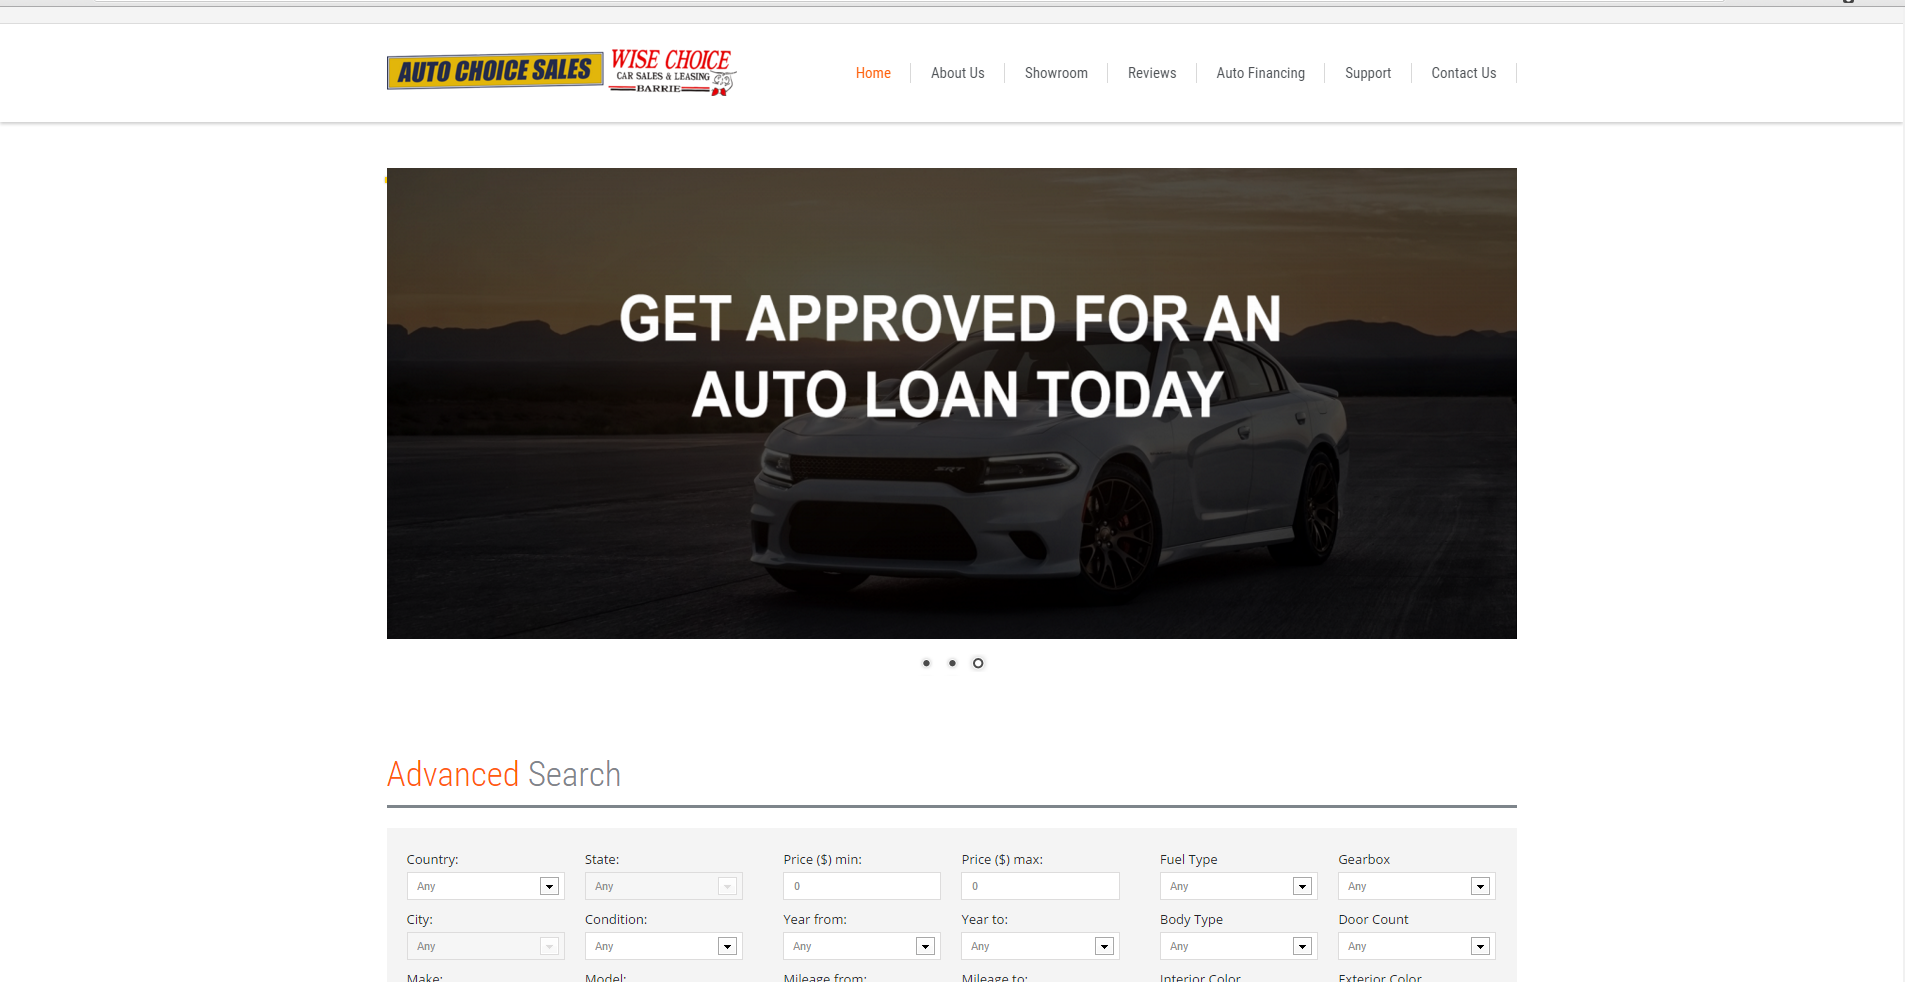 AUTO CHOICE SALES
WISE CHOICE
CAR SALES & LEASING
BARRIE
Home
About Us
Showroom
Reviews
Auto Financing
Support
Contact Us
GET APPROVED FOR AN
AUTO LOAN TODAY
SRT
Advanced Search
Country:
State:
Price ($) min:
Price ($) max:
Fuel Type
Gearbox
Any
Any
0
0
Any
Any
City:
Condition:
Year from:
Year to:
Body Type
Door Count
Any
Any
Any
Any
Any
Any
Make:
Model:
Mileage from:
Mileage to:
Interior Color
Exterior Color